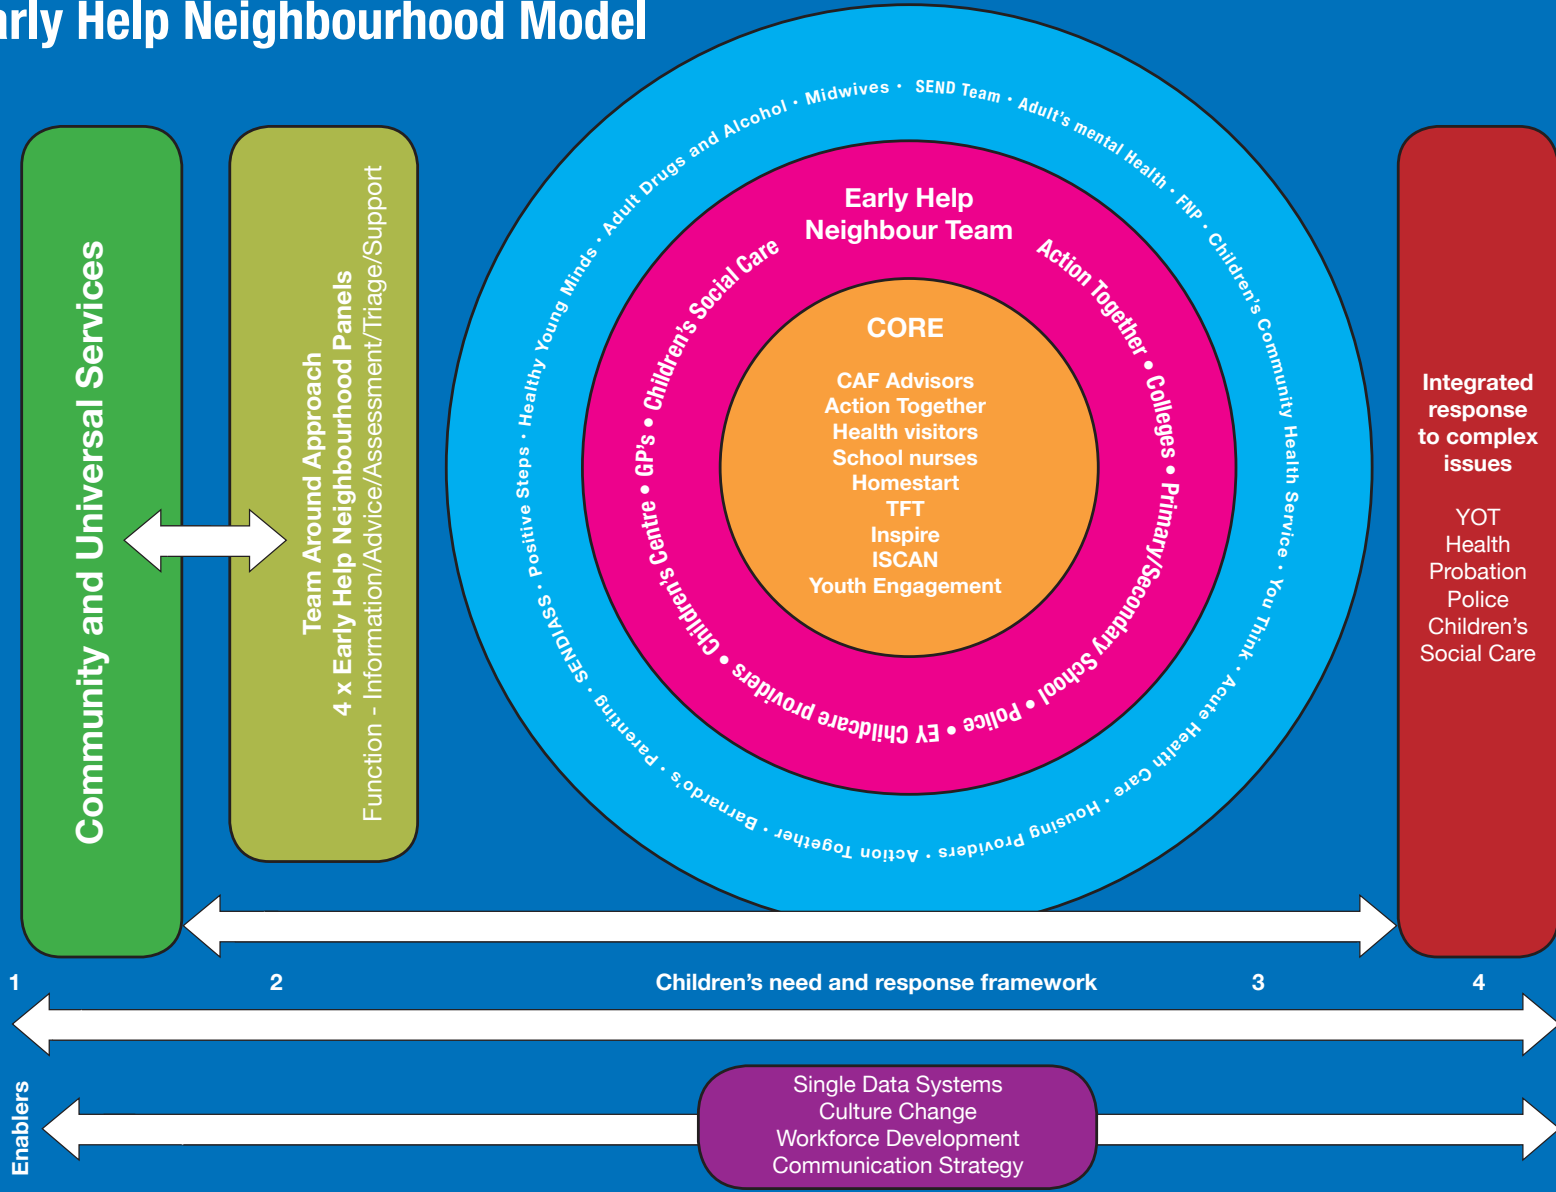 arly Help Neighbourhood Model
Community and Universal Services
Team Around Approach
4 x Early Help Neighbourhood Panels
Function - Information/Advice/Assessment/Triage/Support
Positive Steps • Healthy Young Minds • Adult Drugs and Alcohol • Midwives • SEND Team • Adult's mental Health • FNP • Children's Community Health Service • You Think • Acute Health Care • Housing Providers • Action Together • Barnardo's • Parenting • SENDIASS •
Early Help
Neighbour Team
Action Together • Colleges • Primary/Secondary School • Police • EY Childcare providers • Children's Centre • GP's • Children's Social Care
CORE
CAF Advisors
Action Together
Health visitors
School nurses
Homestart
TFT
Inspire
ISCAN
Youth Engagement
Integrated
response
to complex
issues
YOT
Health
Probation
Police
Children's
Social Care
1 2 Children's need and response framework 3 4
Enablers
Single Data Systems
Culture Change
Workforce Development
Communication Strategy